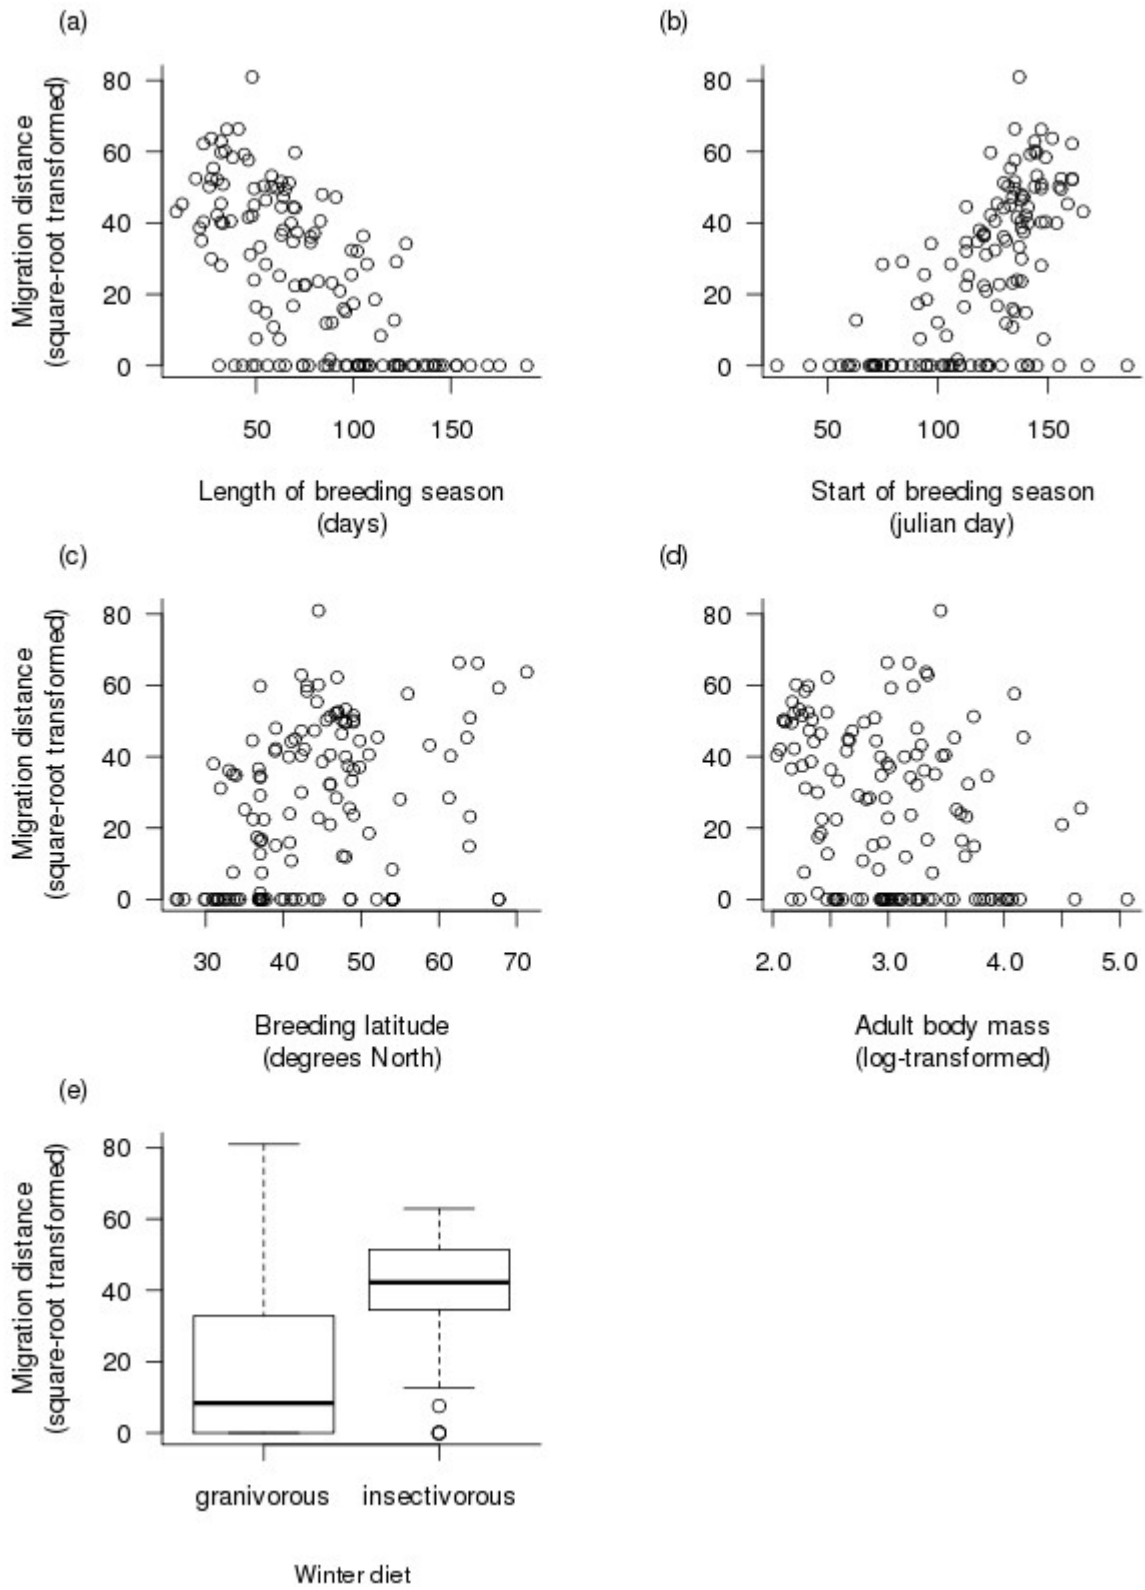 (a)
Migration distance
(square-root transformed)
80
60
40
20
0
50 100 150
Length of breeding season
(days)
(b)
80
60
40
20
0
50 100 150
Start of breeding season
(julian day)
(c)
Migration distance
(square-root transformed)
80
60
40
20
0
30 40 50 60 70
Breeding latitude
(degrees North)
(d)
80
60
40
20
0
2.0 3.0 4.0 5.0
Adult body mass
(log-transformed)
(e)
Migration distance
(square-root transformed)
80
60
40
20
0
granivorous insectivorous
Winter diet